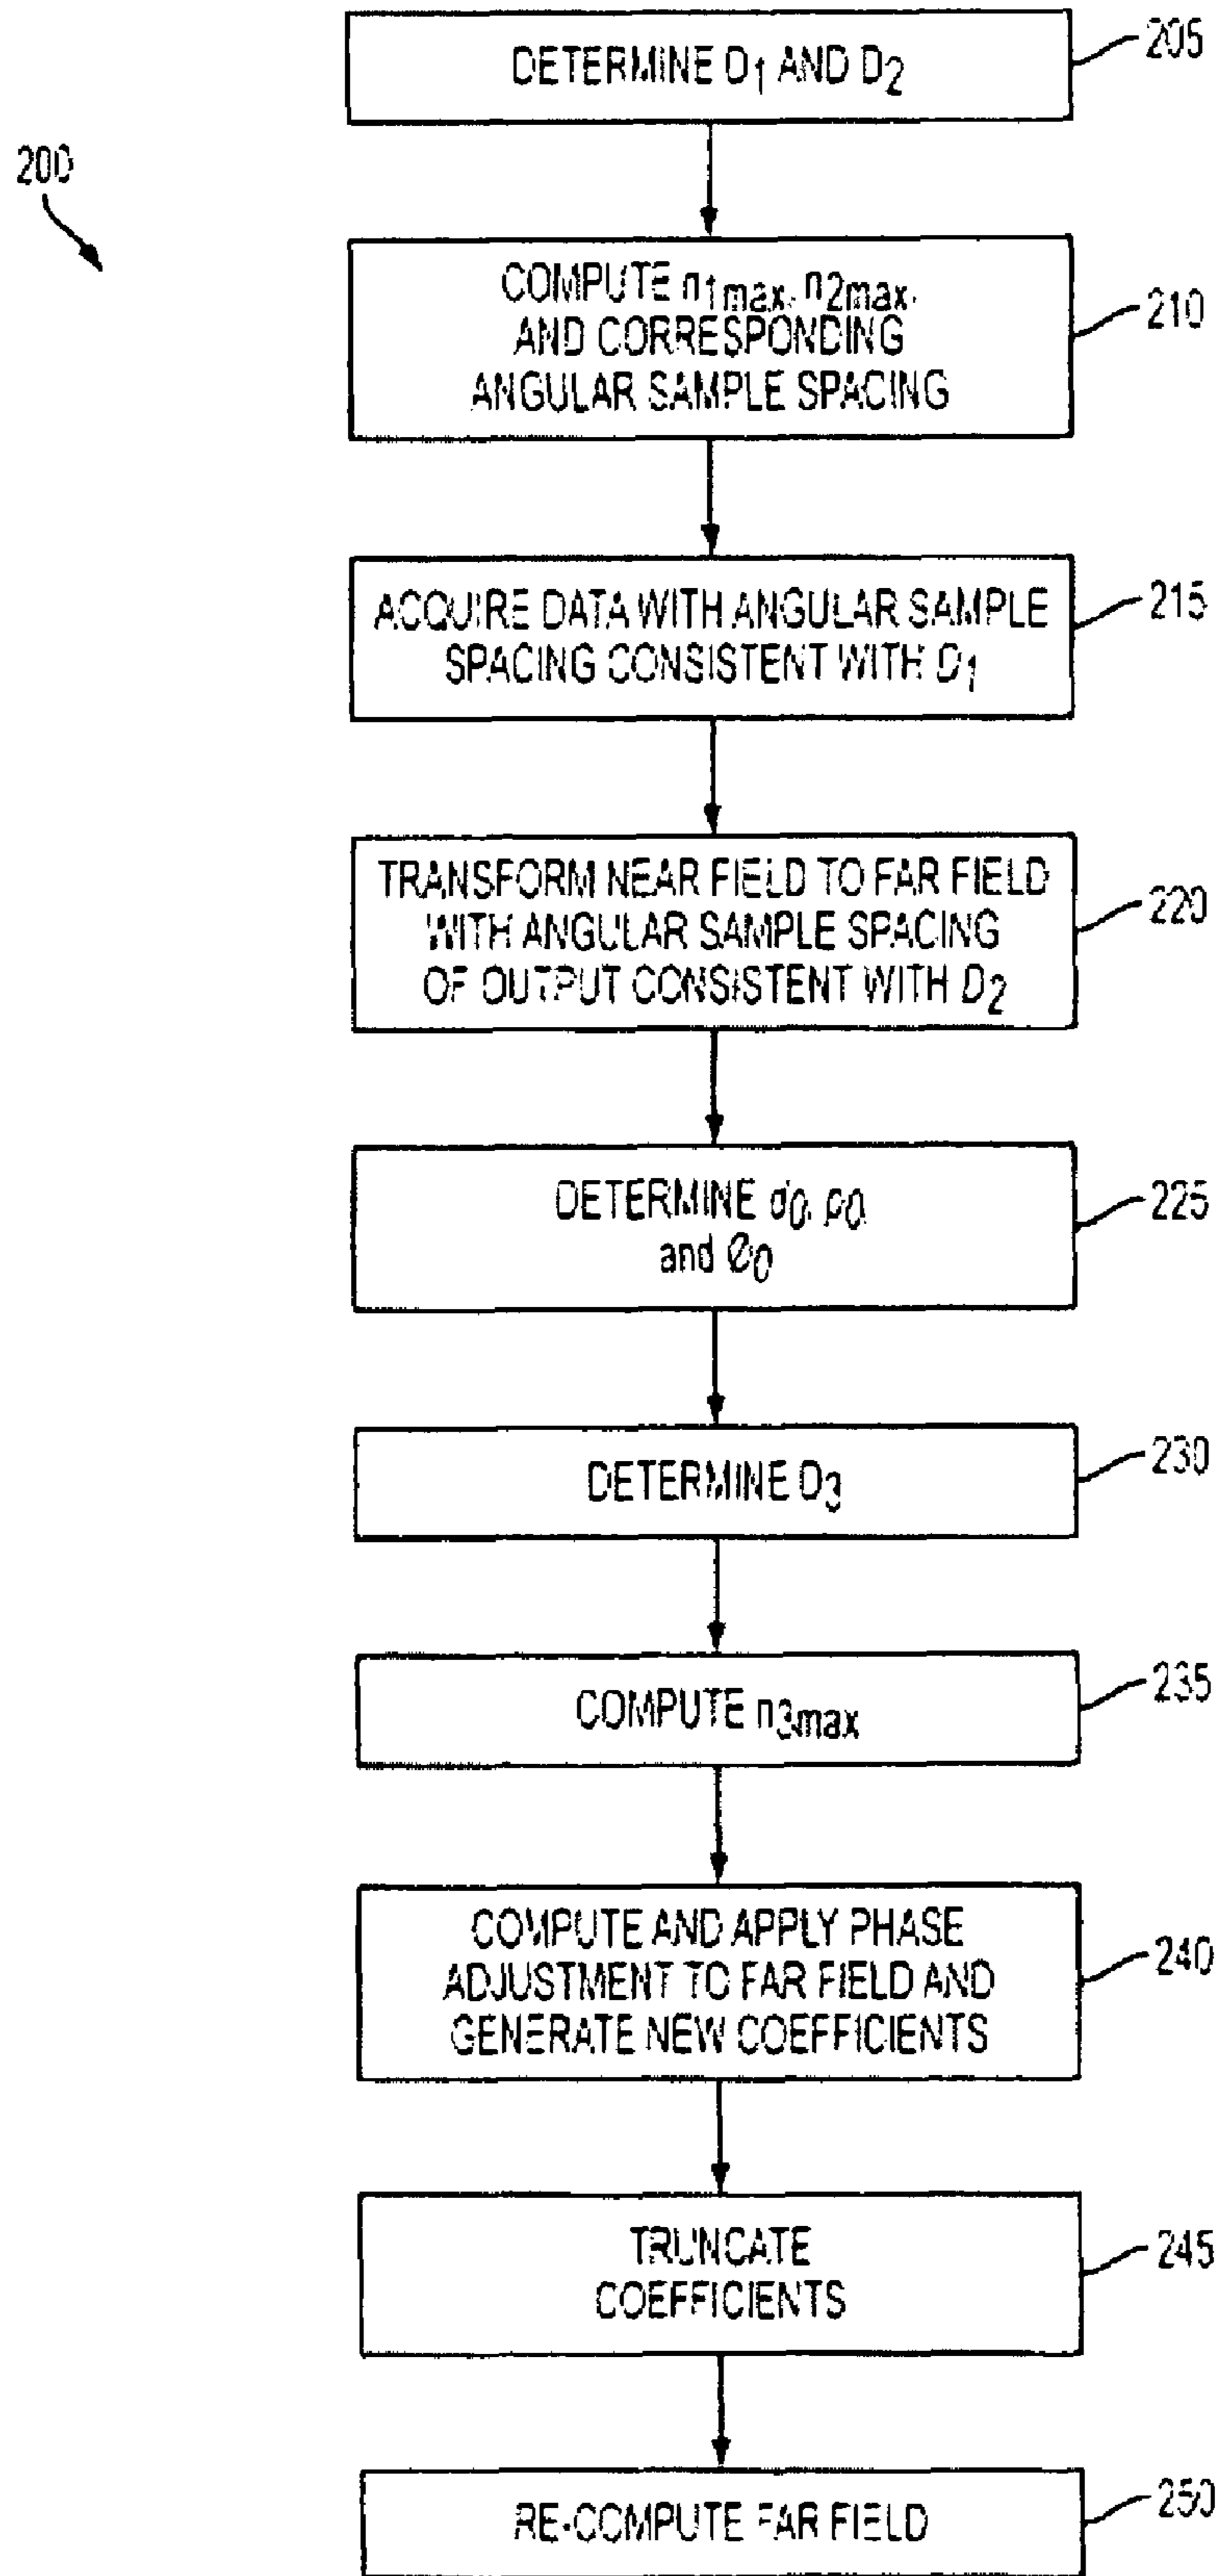 200
DETERMINE D1 AND D2
205
COMPUTE n1max, n2max,
AND CORRESPONDING
ANGULAR SAMPLE SPACING
210
ACQUIRE DATA WITH ANGULAR SAMPLE
SPACING CONSISTENT WITH D1
215
TRANSFORM NEAR FIELD TO FAR FIELD
WITH ANGULAR SAMPLE SPACING
OF OUTPUT CONSISTENT WITH D2
220
DETERMINE d0, ρ0,
and Ø0
225
DETERMINE D3
230
COMPUTE n3max
235
COMPUTE AND APPLY PHASE
ADJUSTMENT TO FAR FIELD AND
GENERATE NEW COEFFICIENTS
240
TRUNCATE
COEFFICIENTS
245
RE-COMPUTE FAR FIELD
250